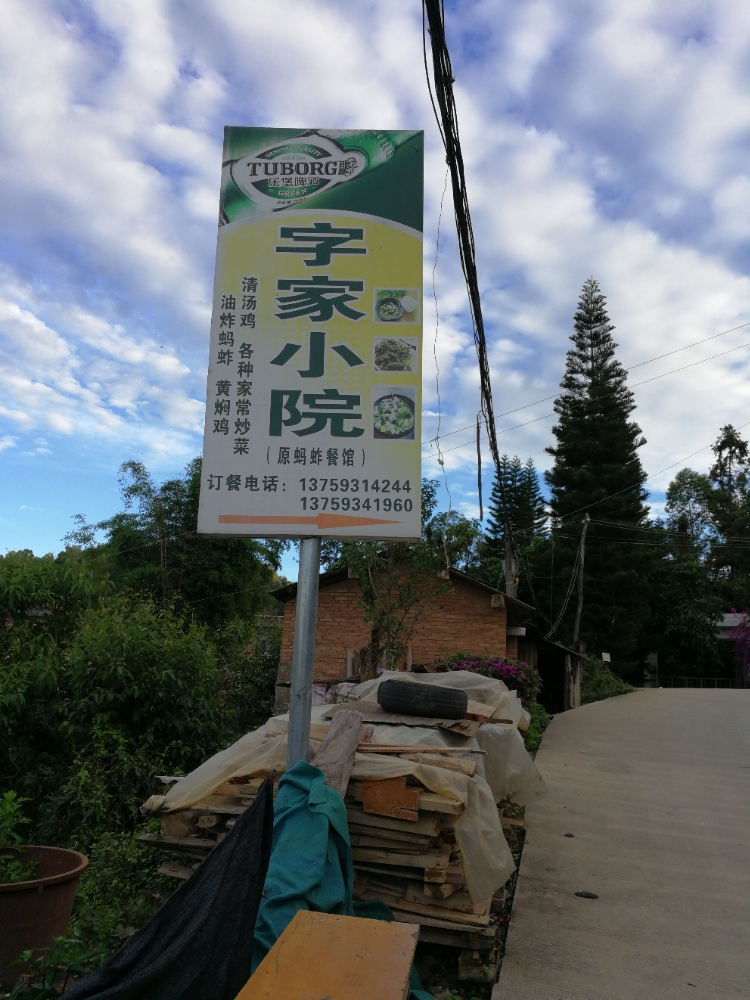 TUBORG
乐堡啤酒
GREEN
字家小院
清汤鸡 各种家常炒菜
油炸蚂蚱 黄焖鸡
(原蚂蚱餐馆)
订餐电话: 13759314244
13759341960